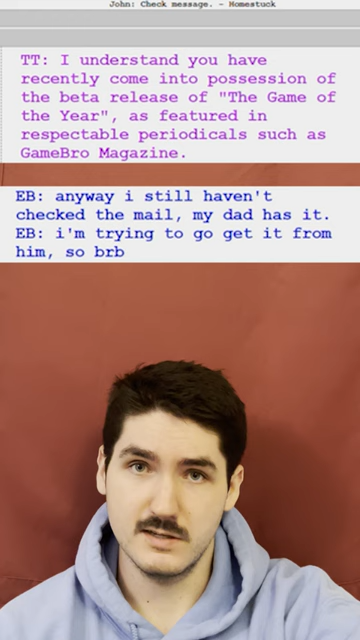 John: Check message. - Homestuck
TT: I understand you have
recently come into possession of
the beta release of "The Game of
the Year", as featured in
respectable periodicals such as
GameBro Magazine.
EB: anyway i still haven't
checked the mail, my dad has it.
EB: i'm trying to go get it from
him, so brb